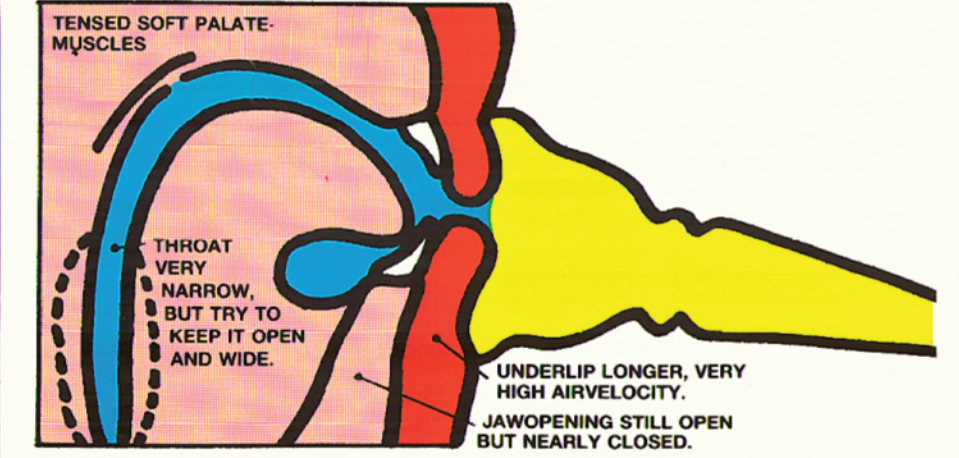 TENSED SOFT PALATE-
MUSCLES
THROAT
VERY
NARROW,
BUT TRY TO
KEEP IT OPEN
AND WIDE.
UNDERLIP LONGER, VERY
HIGH AIRVELOCITY.
JAWOPENING STILL OPEN
BUT NEARLY CLOSED.